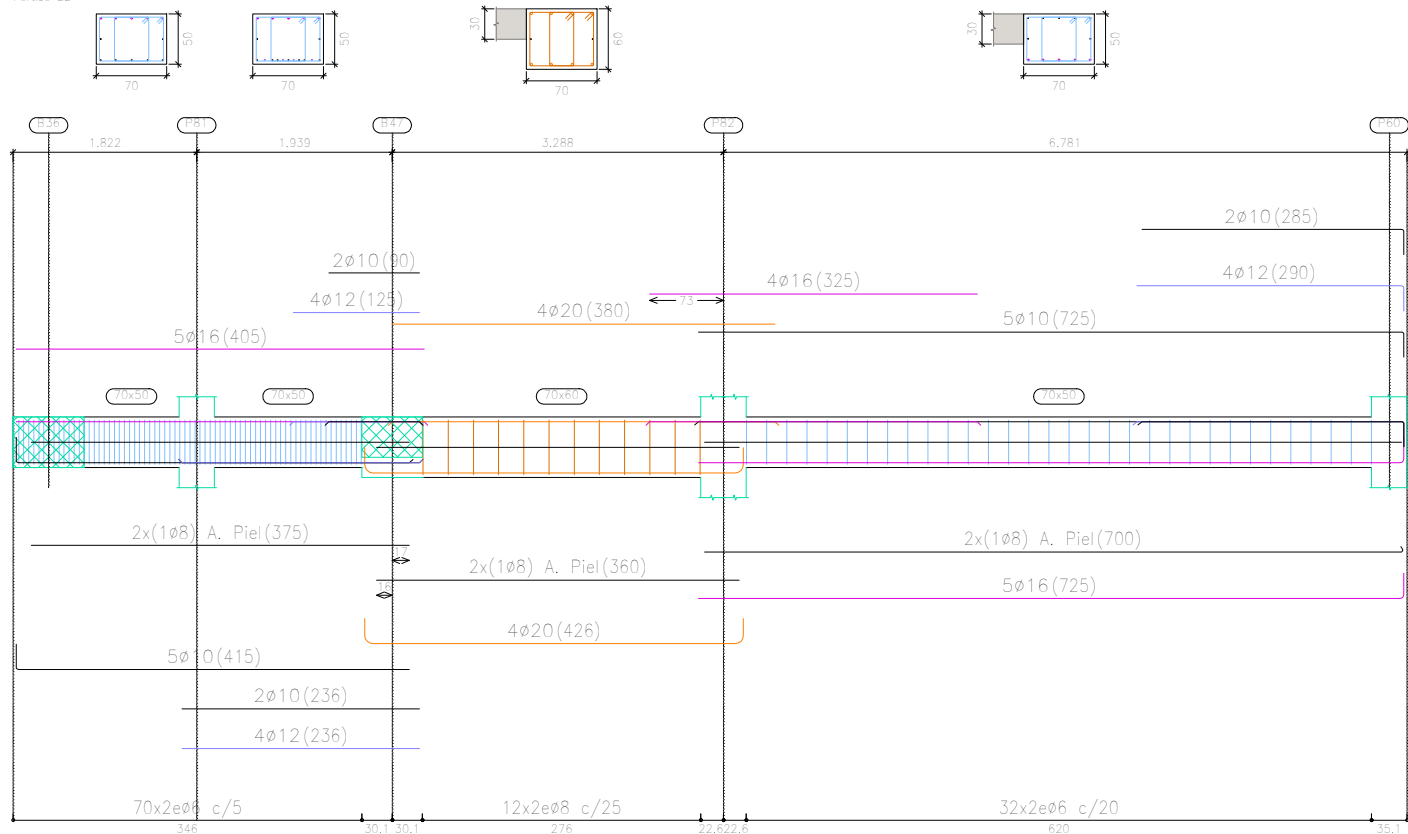 50
70
50
70
30
60
70
30
50
70
B36
P81
B47
P82
P60
1.822
1.939
3.288
6.781
2ø10(285)
2ø10(90)
4ø16(325)
4ø12(290)
73
4ø12(125)
4ø20(380)
5ø10(725)
5ø16(405)
70x50
70x50
70x60
70x50
2x(1ø8) A. Piel(375)
17
2x(1ø8) A. Piel(700)
2x(1ø8) A. Piel(360)
16
5ø16(725)
4ø20(426)
5ø10(415)
2ø10(236)
4ø12(236)
70x2eø6 c/5
12x2eø8 c/25
32x2eø6 c/20
346
30.1
30.1
276
22.6
22.6
620
35.1